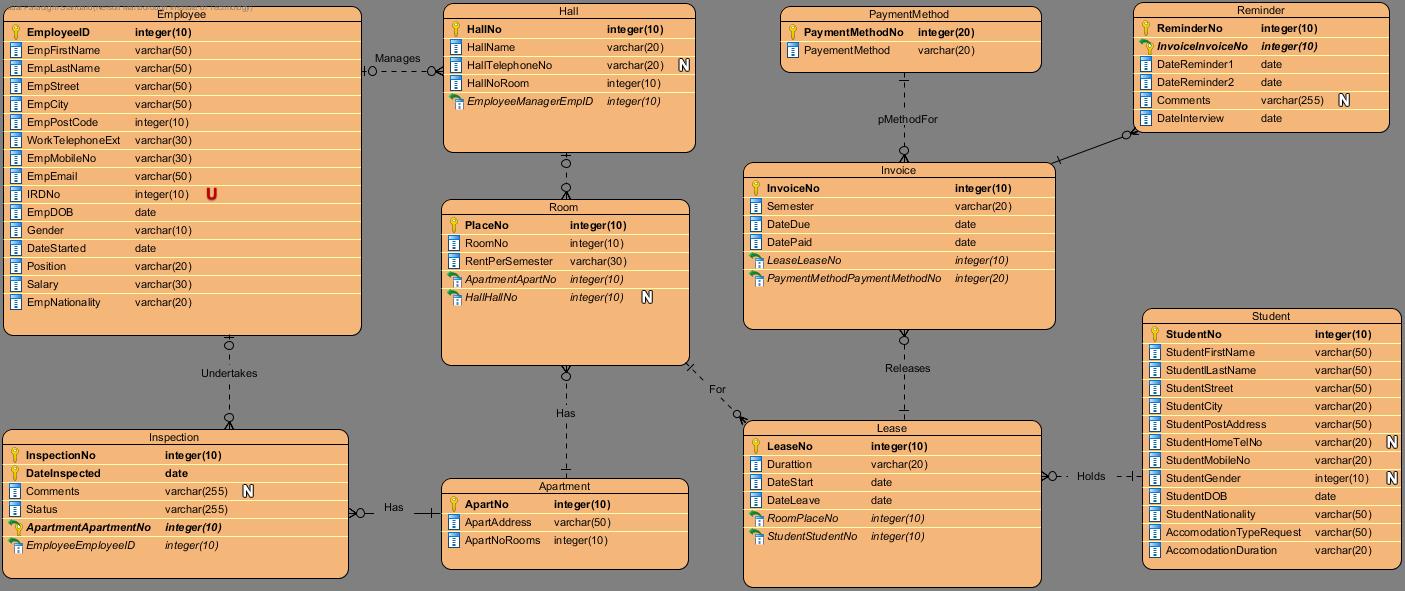 Employee
EmployeeID integer(10)
EmpFirstName varchar(50)
EmpLastName varchar(50)
EmpStreet varchar(50)
EmpCity varchar(50)
EmpPostCode integer(10)
WorkTelephoneExt varchar(30)
EmpMobileNo varchar(30)
EmpEmail varchar(50)
IRDNo integer(10) U
EmpDOB date
Gender varchar(10)
DateStarted date
Position varchar(20)
Salary varchar(30)
EmpNationality varchar(20)
Manages
Hall
HallNo integer(10)
HallName varchar(20)
HallTelephoneNo varchar(20) N
HallNoRoom integer(10)
EmployeeManagerEmpID integer(10)
PaymentMethod
PaymentMethodNo integer(20)
PayementMethod varchar(20)
Reminder
ReminderNo integer(10)
InvoiceInvoiceNo integer(10)
DateReminder1 date
DateReminder2 date
Comments varchar(255) N
DateInterview date
pMethodFor
Room
PlaceNo integer(10)
RoomNo integer(10)
RentPerSemester varchar(30)
ApartmentApartNo integer(10)
HallHallNo integer(10) N
Invoice
InvoiceNo integer(10)
Semester varchar(20)
DateDue date
DatePaid date
LeaseLeaseNo integer(10)
PaymentMethodPaymentMethodNo integer(20)
Undertakes
Has
For
Releases
Student
StudentNo integer(10)
StudentFirstName varchar(50)
StudentlLastName varchar(50)
StudentStreet varchar(50)
StudentCity varchar(20)
StudentPostAddress varchar(50)
StudentHomeTelNo varchar(20) N
StudentMobileNo varchar(20)
StudentGender integer(10) N
StudentDOB date
StudentNationality varchar(50)
AccomodationTypeRequest varchar(50)
AccomodationDuration varchar(20)
Inspection
InspectionNo integer(10)
DateInspected date
Comments varchar(255) N
Status varchar(255)
ApartmentApartmentNo integer(10)
EmployeeEmployeeID integer(10)
Has
Apartment
ApartNo integer(10)
ApartAddress varchar(50)
ApartNoRooms integer(10)
Lease
LeaseNo integer(10)
Durattion varchar(20)
DateStart date
DateLeave date
RoomPlaceNo integer(10)
StudentStudentNo integer(10)
Holds